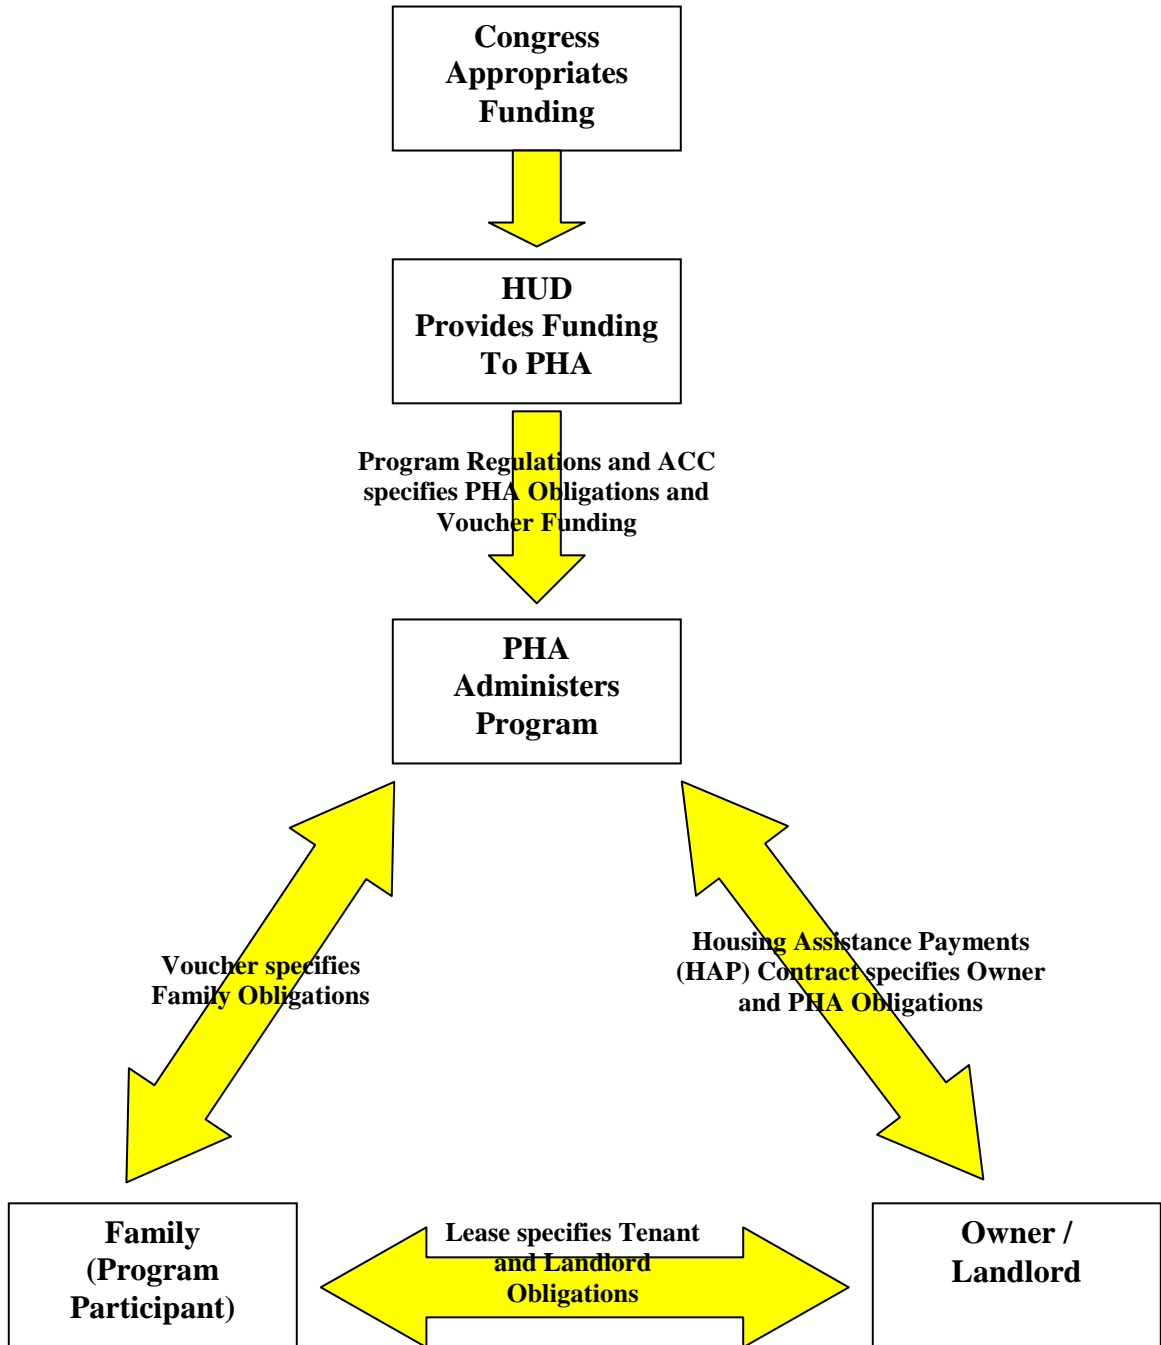 Congress
Appropriates
Funding
HUD
Provides Funding
To PHA
Program Regulations and ACC
specifies PHA Obligations and
Voucher Funding
PHA
Administers
Program
Voucher specifies
Family Obligations
Housing Assistance Payments
(HAP) Contract specifies Owner
and PHA Obligations
Family
(Program
Participant)
Lease specifies Tenant
and Landlord
Obligations
Owner /
Landlord